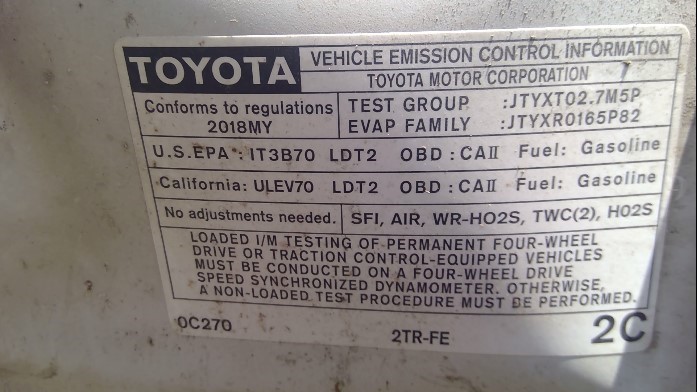 TOYOTA
VEHICLE EMISSION CONTROL INFORMATION
TOYOTA MOTOR CORPORATION
Conforms to regulations
2018MY
TEST GROUP :JTYXT02.7M5P
EVAP FAMILY :JTYXR0165P82
U.S.EPA : IT3B70 LDT2 OBD : CAII Fuel: Gasoline
California: ULEV70 LDT2 OBD : CAII Fuel: Gasoline
No adjustments needed.
SFI, AIR, WR-HO2S, TWC(2), HO2S
LOADED I/M TESTING OF PERMANENT FOUR-WHEEL
DRIVE OR TRACTION CONTROL-EQUIPPED VEHICLES
MUST BE CONDUCTED ON A FOUR-WHEEL DRIVE
SPEED SYNCHRONIZED DYNAMOMETER. OTHERWISE,
A NON-LOADED TEST PROCEDURE MUST BE PERFORMED.
0C270
2TR-FE
2C